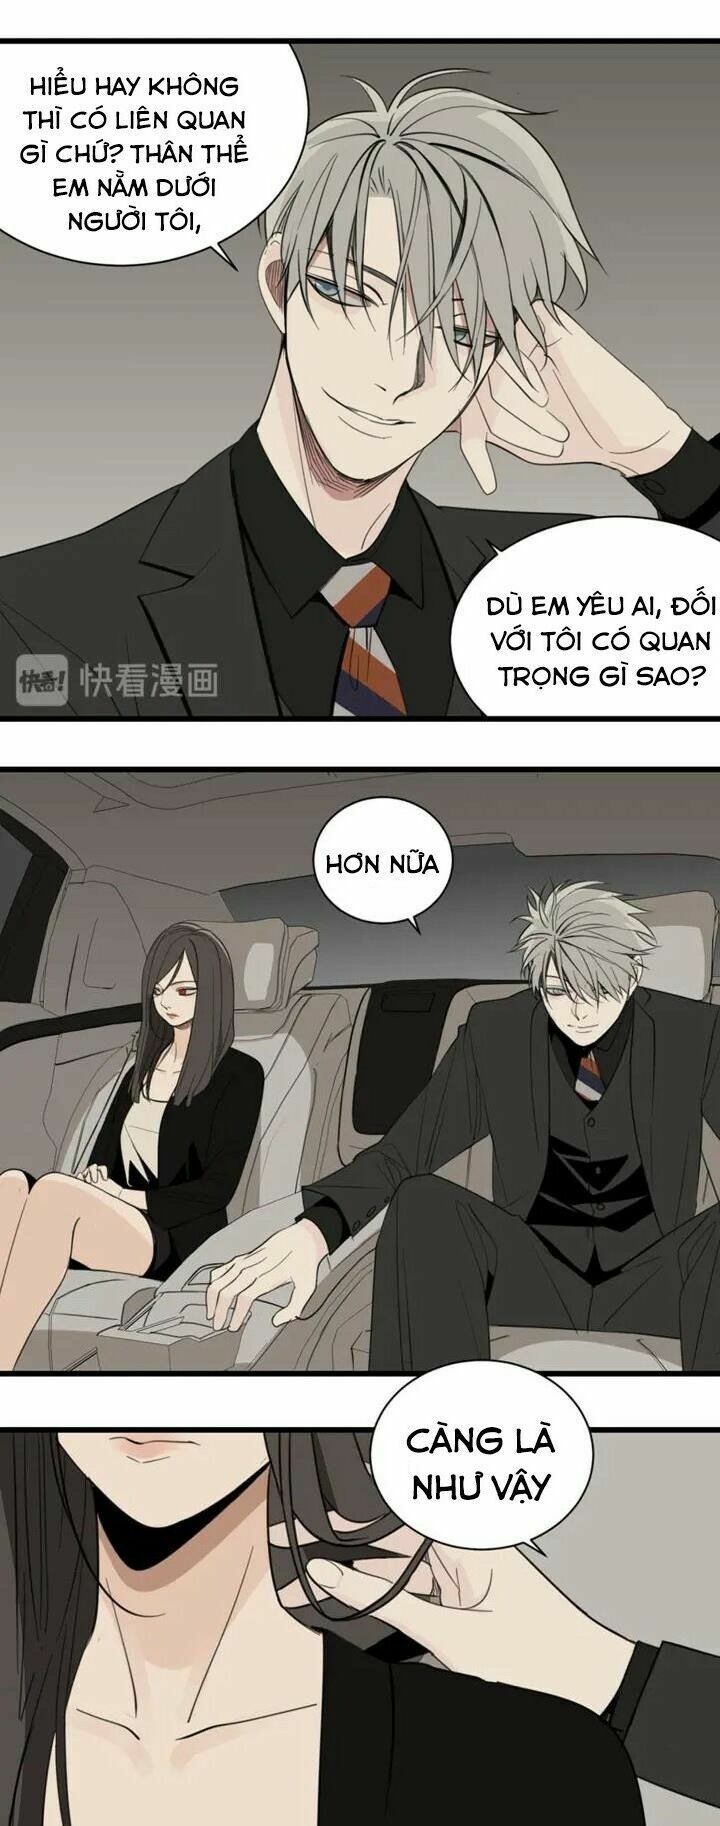 HIỂU HAY KHÔNG
THÌ CÓ LIÊN QUAN
GÌ CHỨ? THÂN THỂ
EM NẰM DƯỚI
NGƯỜI TÔI,
DÙ EM YÊU AI, ĐỐI
VỚI TÔI CÓ QUAN
TRỌNG GÌ SAO?
快看! 快看漫画
HƠN NỮA
CÀNG LÀ
NHƯ VẬY